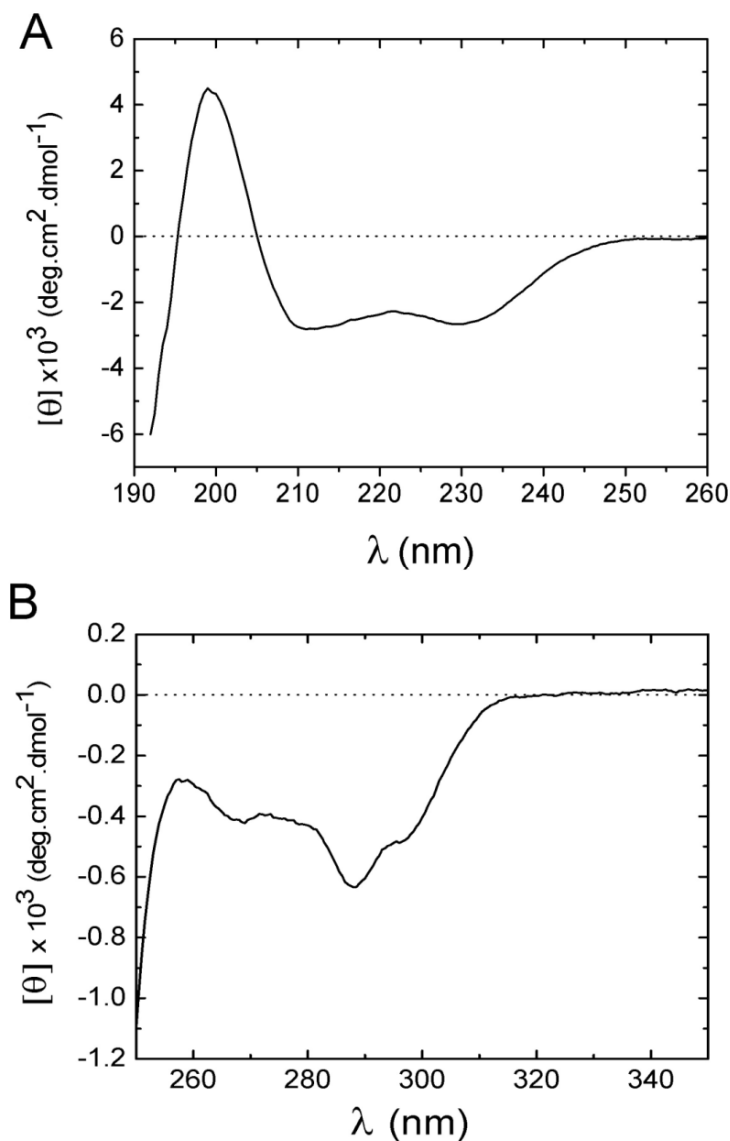 A
[θ] x10³ (deg.cm².dmol⁻¹)
6
4
2
0
-2
-4
-6
190 200 210 220 230 240 250 260
λ (nm)
B
[θ] x 10³ (deg.cm².dmol⁻¹)
0.2
0.0
-0.2
-0.4
-0.6
-0.8
-1.0
-1.2
260 280 300 320 340
λ (nm)